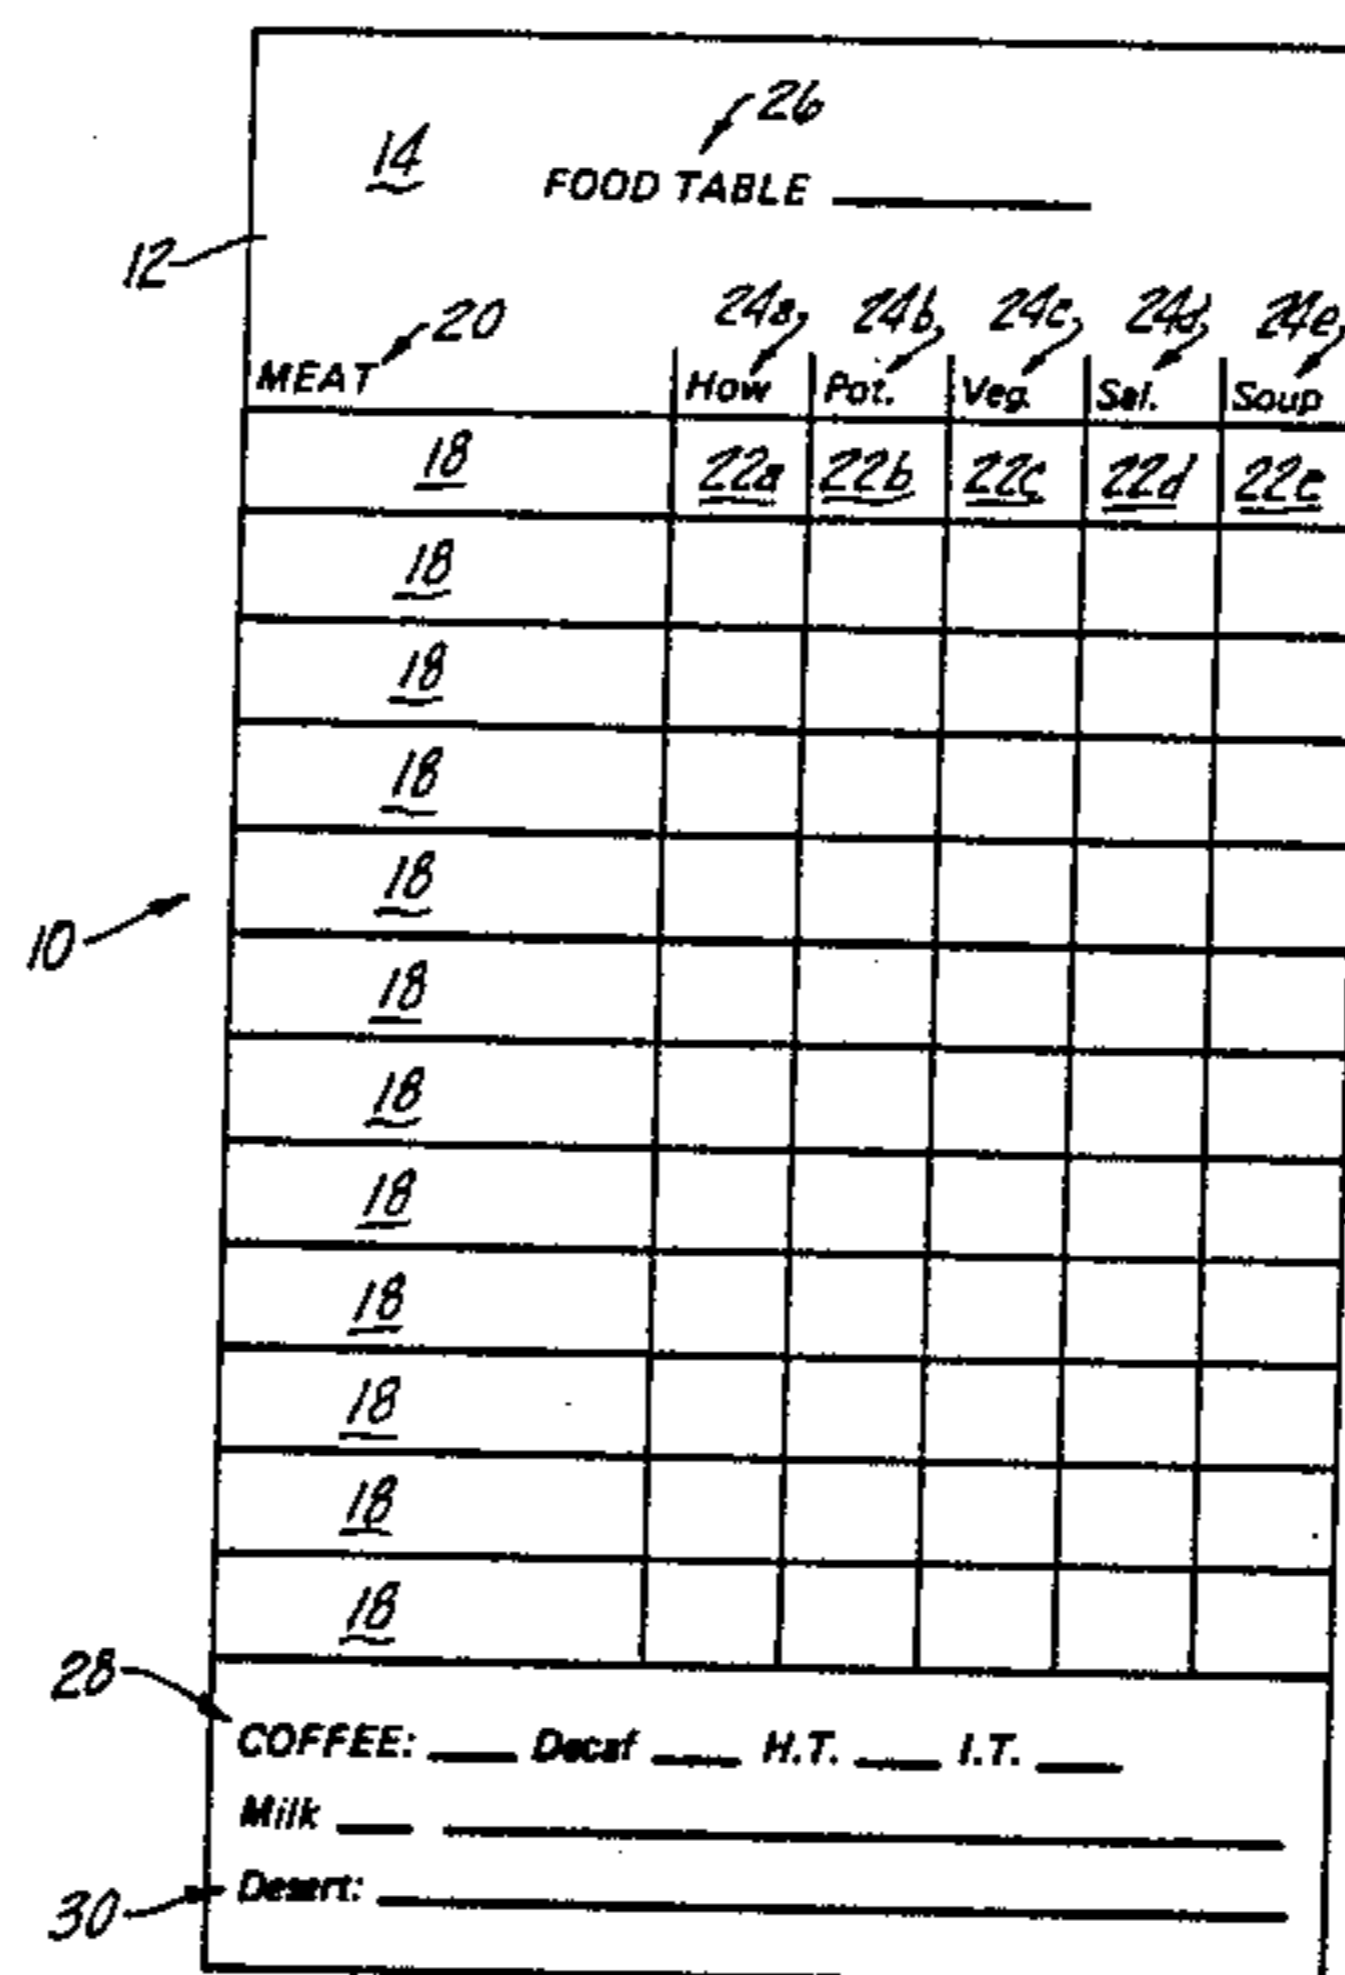 26
14 FOOD TABLE
12
20 24a 24b 24c 24d 24e
MEAT How Pot. Veg. Sal. Soup
18 22a 22b 22c 22d 22e
18
18
18
18
10
18
18
18
18
18
18
18
28
COFFEE: Decaf H.T. I.T.
Milk
30 Desert: